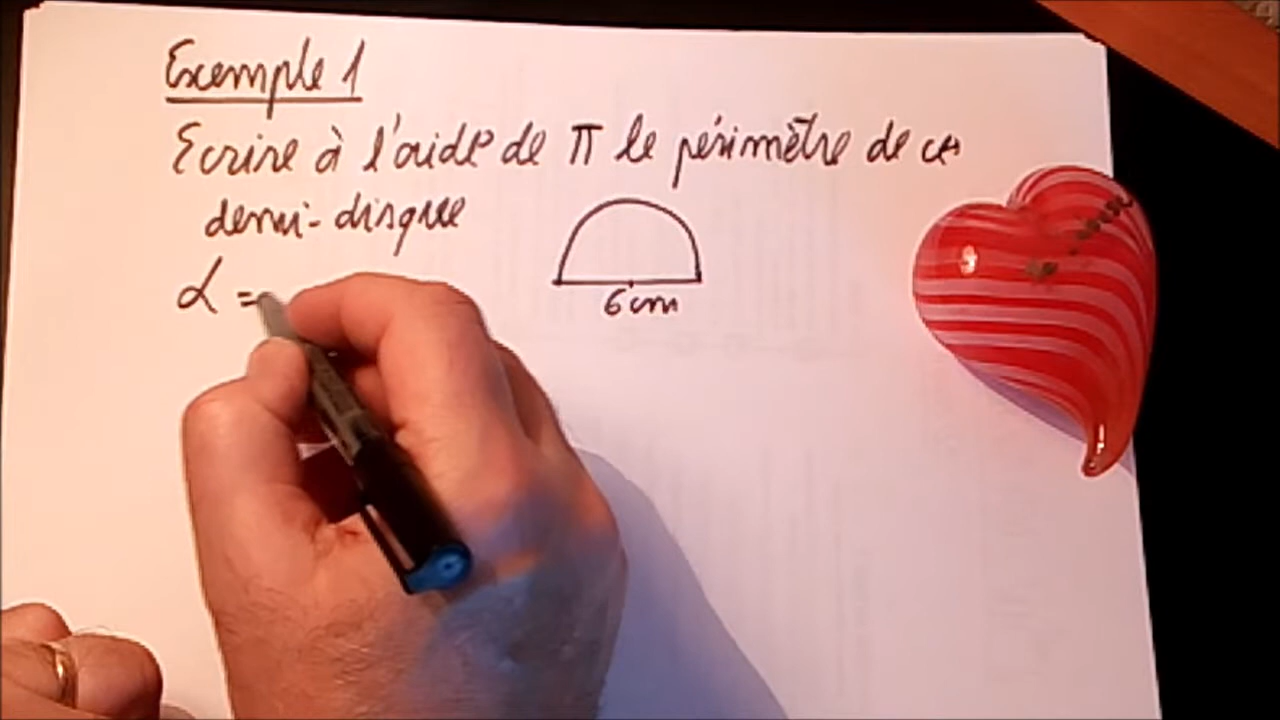 Exemple 1
Ecrire à l'aide de π le périmètre de ce
demi-disque
L =
6 cm